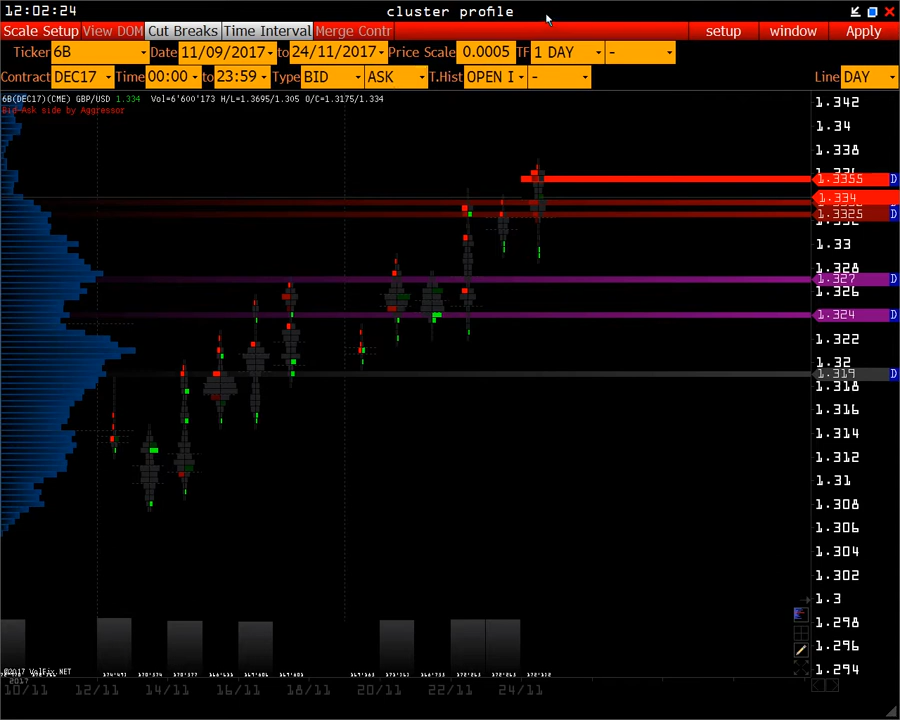 12:02:24 cluster profile
Scale Setup View DOM Cut Breaks Time Interval Merge Contr setup window Apply
Ticker 6B Date 11/09/2017 to 24/11/2017 Price Scale 0.0005 TF 1 DAY -
Contract DEC17 Time 00:00 to 23:59 Type BID ASK T.Hist OPEN I - Line DAY
6B(DEC17)(CME) GBP/USD 1.334 Vol=6'600'173 H/L=1.3695/1.305 O/C=1.3175/1.334
Bid Ask side by Aggressor
1.342
1.34
1.338
1.3355 D
1.334
1.3325 D
1.33
1.328
1.327 D
1.326
1.324 D
1.322
1.32
1.319 D
1.318
1.316
1.314
1.312
1.31
1.308
1.306
1.304
1.302
1.3
1.298
1.296
1.294
©2017 VolFix.NET
2017
10/11 12/11 14/11 16/11 18/11 20/11 22/11 24/11